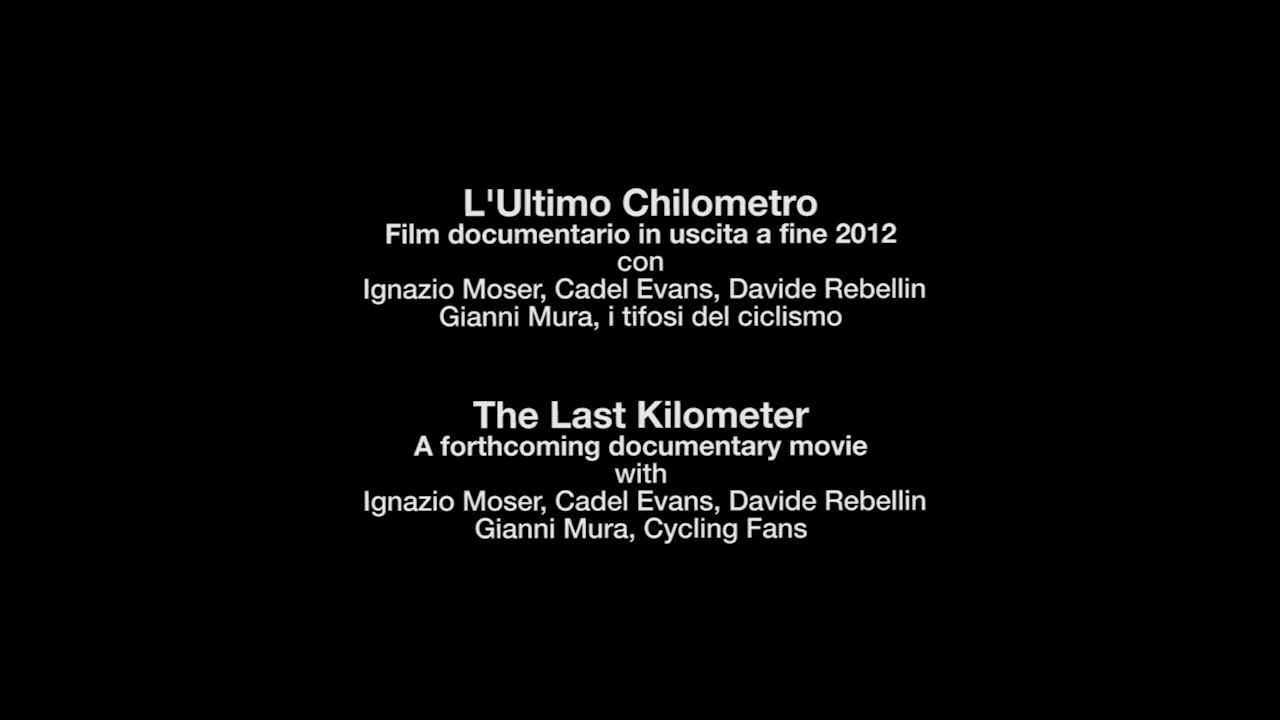 L'Ultimo Chilometro
Film documentario in uscita a fine 2012
con
Ignazio Moser, Cadel Evans, Davide Rebellin
Gianni Mura, i tifosi del ciclismo
The Last Kilometer
A forthcoming documentary movie
with
Ignazio Moser, Cadel Evans, Davide Rebellin
Gianni Mura, Cycling Fans